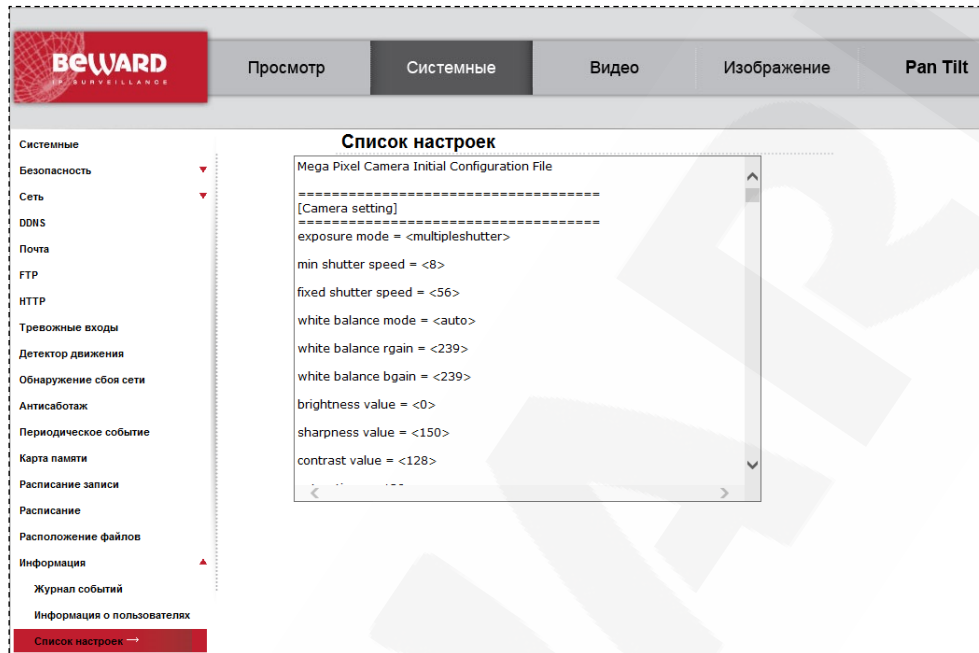 BEWARD
IP SURVEILLANCE
Просмотр
Системные
Видео
Изображение
Pan Tilt
Системные
Безопасность
Сеть
DDNS
Почта
FTP
HTTP
Тревожные входы
Детектор движения
Обнаружение сбоя сети
Антисаботаж
Периодическое событие
Карта памяти
Расписание записи
Расписание
Расположение файлов
Информация
Журнал событий
Информация о пользователях
Список настроек →
Список настроек
Mega Pixel Camera Initial Configuration File
====================================
[Camera setting]
====================================
exposure mode = <multipleshutter>
min shutter speed = <8>
fixed shutter speed = <56>
white balance mode = <auto>
white balance rgain = <239>
white balance bgain = <239>
brightness value = <0>
sharpness value = <150>
contrast value = <128>